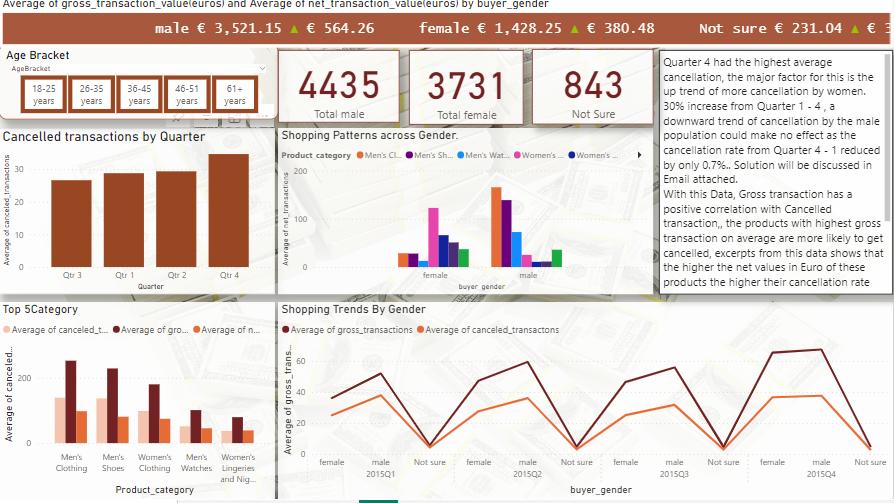 Average of gross_transaction_value(euros) and Average of net_transaction_value(euros) by buyer_gender
male € 3,521.15 ▲ € 564.26 female € 1,428.25 ▲ € 380.48 Not sure € 231.04 ▲ € 3
Age Bracket
AgeBracket
18-25 years
26-35 years
36-45 years
46-51 years
61+ years
4435
Total male
3731
Total female
843
Not Sure
Quarter 4 had the highest average
cancellation, the major factor for this is the
up trend of more cancellation by women.
30% increase from Quarter 1 - 4 , a
downward trend of cancellation by the male
population could make no effect as the
cancellation rate from Quarter 4 - 1 reduced
by only 0.7%.. Solution will be discussed in
Email attached.
With this Data, Gross transaction has a
positive correlation with Cancelled
transaction,, the products with highest gross
transaction on average are more likely to get
cancelled, excerpts from this data shows that
the higher the net values in Euro of these
products the higher their cancellation rate
Cancelled transactions by Quarter
Average of canceled_transactions
30
20
10
0
Qtr 3 Qtr 1 Qtr 2 Qtr 4
Quarter
Shopping Patterns across Gender.
Product_category Men's Cl... Men's Sh... Men's Wat... Women's ... Women's ...
Average of net_transactions
200
100
0
female male
buyer_gender
Top 5Category
Average of canceled_t... Average of gro... Average of n...
Average of canceled...
200
0
Men's Clothing
Men's Shoes
Women's Clothing
Men's Watches
Women's Lingeries and Nig...
Product_category
Shopping Trends By Gender
Average of gross_transactions Average of canceled_transactons
Average of gross_trans...
60
40
20
0
female male Not sure female male Not sure female male Not sure female male Not sure
2015Q1 2015Q2 2015Q3 2015Q4
buyer_gender